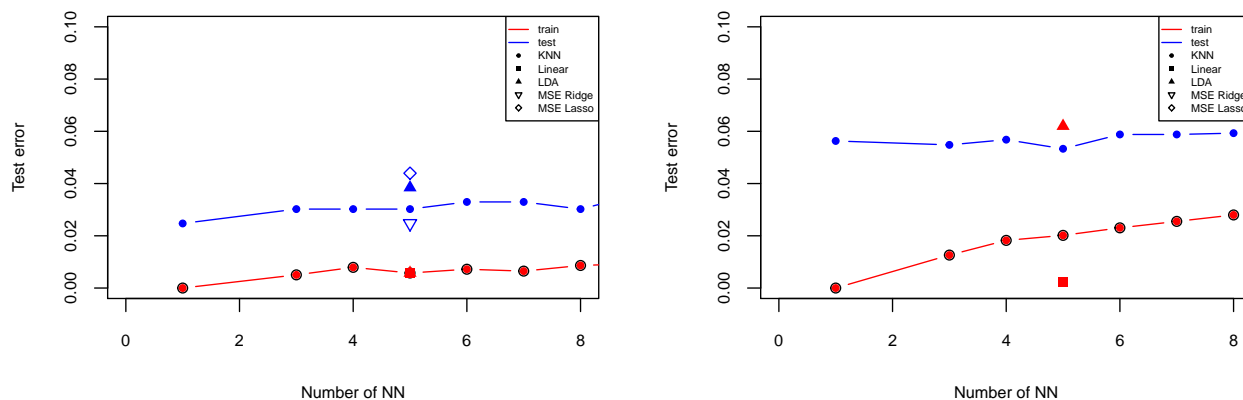 0.00 0.02 0.04 0.06 0.08 0.10
Test error
0 2 4 6 8
Number of NN
train
test
KNN
Linear
LDA
MSE Ridge
MSE Lasso
0.00 0.02 0.04 0.06 0.08 0.10
Test error
0 2 4 6 8
Number of NN
train
test
KNN
Linear
LDA
MSE Ridge
MSE Lasso